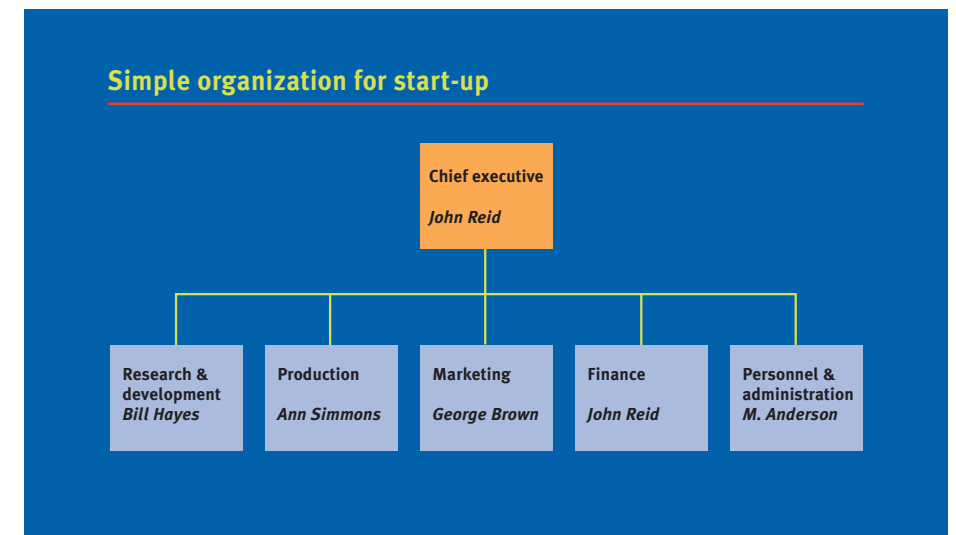 Simple organization for start-up
Chief executive
John Reid
Research &
development
Bill Hayes
Production
Ann Simmons
Marketing
George Brown
Finance
John Reid
Personnel &
administration
M. Anderson